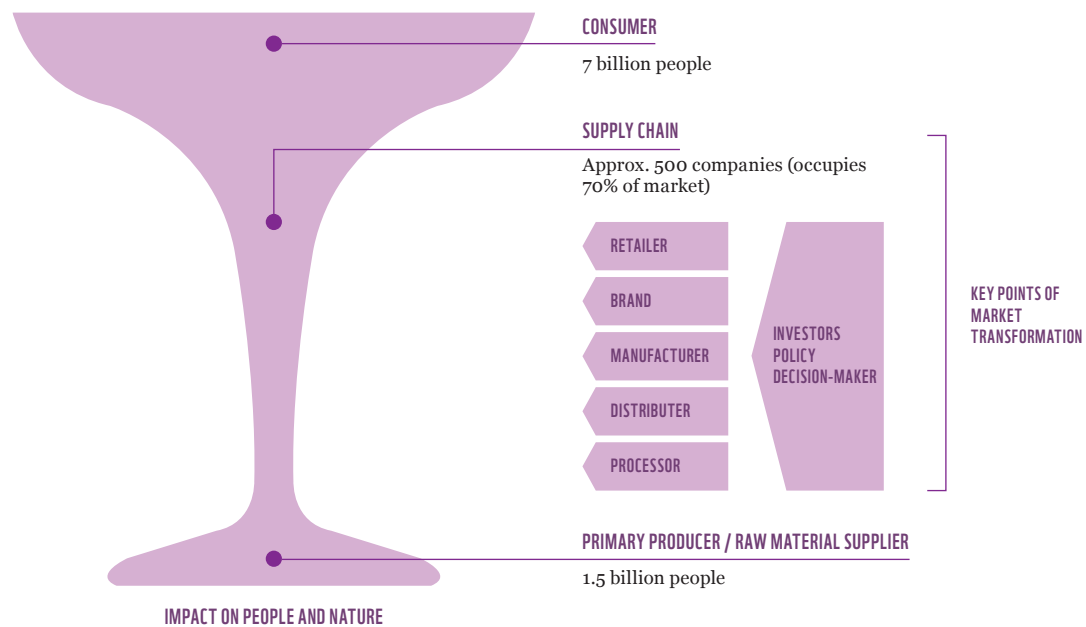 CONSUMER
7 billion people
SUPPLY CHAIN
Approx. 500 companies (occupies
70% of market)
RETAILER
BRAND
MANUFACTURER
DISTRIBUTER
PROCESSOR
INVESTORS
POLICY
DECISION-MAKER
KEY POINTS OF
MARKET
TRANSFORMATION
PRIMARY PRODUCER / RAW MATERIAL SUPPLIER
1.5 billion people
IMPACT ON PEOPLE AND NATURE